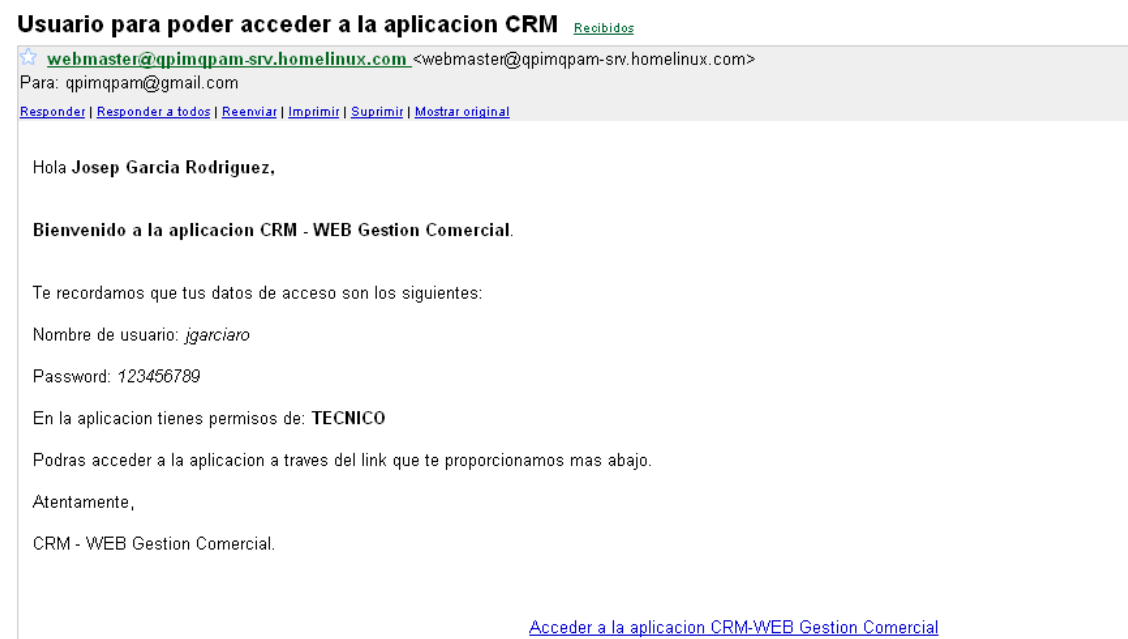 Usuario para poder acceder a la aplicacion CRM Recibidos
webmaster@qpimqpam-srv.homelinux.com <webmaster@qpimqpam-srv.homelinux.com>
Para: qpimqpam@gmail.com
Responder | Responder a todos | Reenviar | Imprimir | Suprimir | Mostrar original
Hola Josep Garcia Rodriguez,
Bienvenido a la aplicacion CRM - WEB Gestion Comercial.
Te recordamos que tus datos de acceso son los siguientes:
Nombre de usuario: jgarciaro
Password: 123456789
En la aplicacion tienes permisos de: TECNICO
Podras acceder a la aplicacion a traves del link que te proporcionamos mas abajo.
Atentamente,
CRM - WEB Gestion Comercial.
Acceder a la aplicacion CRM-WEB Gestion Comercial